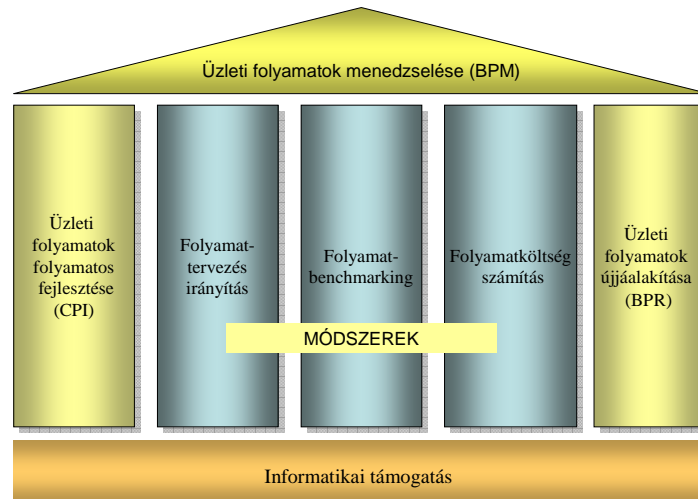 Üzleti folyamatok menedzselése (BPM)
Üzleti
folyamatok
folyamatos
fejlesztése
(CPI)
Folyamat-
tervezés
irányítás
Folyamat-
benchmarking
Folyamatköltség
számítás
Üzleti
folyamatok
újjáalakítása
(BPR)
MÓDSZEREK
Informatikai támogatás